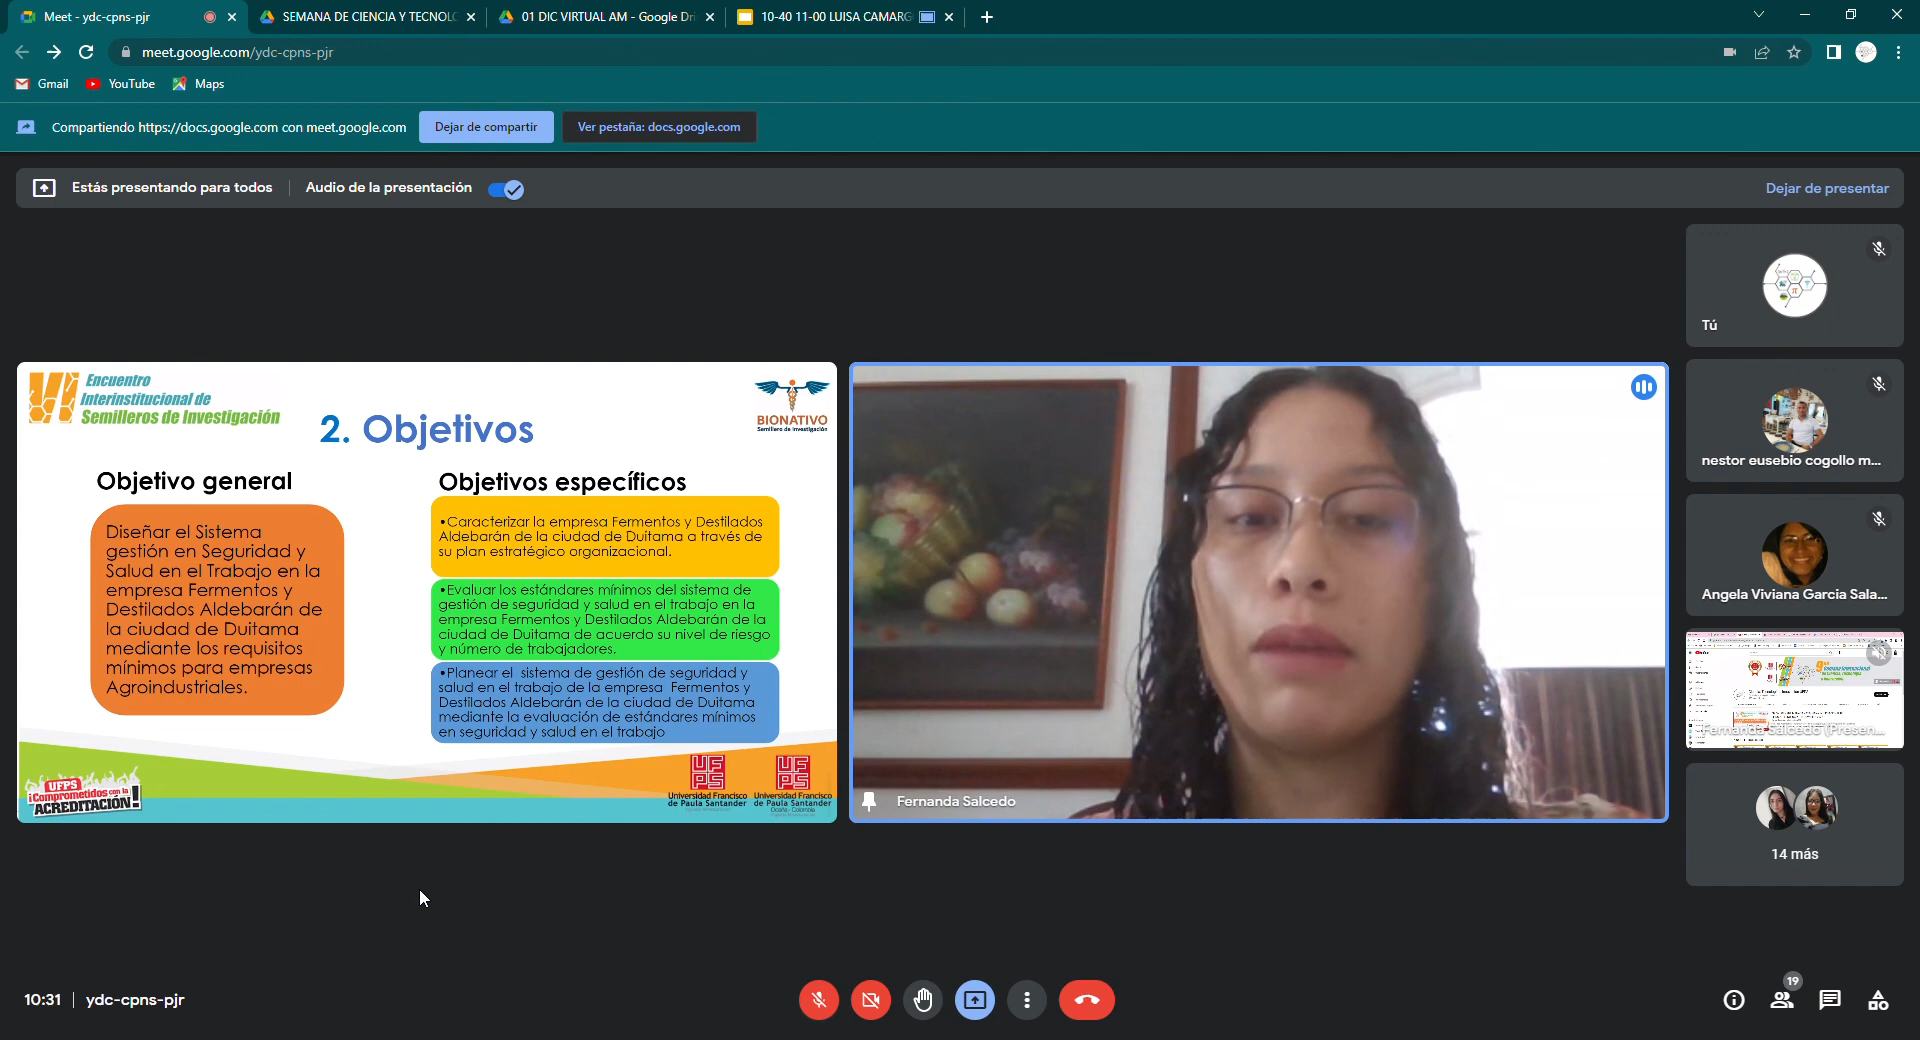 Meet - ydc-cpns-pjr
SEMANA DE CIENCIA Y TECNOLO
01 DIC VIRTUAL AM - Google Dri
10-40 11-00 LUISA CAMARG
meet.google.com/ydc-cpns-pjr
Gmail
YouTube
Maps
Compartiendo https://docs.google.com con meet.google.com
Dejar de compartir
Ver pestaña: docs.google.com
Estás presentando para todos
Audio de la presentación
Dejar de presentar
Encuentro
Interinstitucional de
Semilleros de Investigación
2. Objetivos
BIONATIVO
Semillero de Investigación
Objetivo general
Diseñar el Sistema
gestión en Seguridad y
Salud en el Trabajo en la
empresa Fermentos y
Destilados Aldebarán de
la ciudad de Duitama
mediante los requisitos
mínimos para empresas
Agroindustriales.
Objetivos específicos
•Caracterizar la empresa Fermentos y Destilados
Aldebarán de la ciudad de Duitama a través de
su plan estratégico organizacional.
•Evaluar los estándares mínimos del sistema de
gestión de seguridad y salud en el trabajo en la
empresa Fermentos y Destilados Aldebarán de la
ciudad de Duitama de acuerdo su nivel de riesgo
y número de trabajadores.
•Planear el sistema de gestión de seguridad y
salud en el trabajo de la empresa Fermentos y
Destilados Aldebarán de la ciudad de Duitama
mediante la evaluación de estándares mínimos
en seguridad y salud en el trabajo
UFPS
¡Comprometidos con la
ACREDITACIÓN!
UFPS
Universidad Francisco
de Paula Santander
UFPS
Universidad Francisco
de Paula Santander
Ocaña - Colombia
Fernanda Salcedo
Tú
nestor eusebio cogollo m...
Angela Viviana Garcia Sala...
Fernanda Salcedo (Presen...
14 más
10:31
ydc-cpns-pjr
19